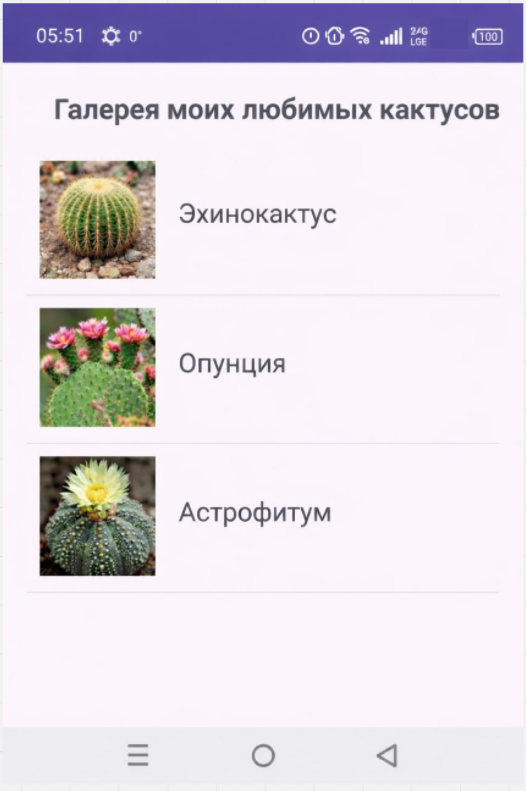 05:51 0°
2/4G
LGE
100
Галерея моих любимых кактусов
Эхинокактус
Опунция
Астрофитум